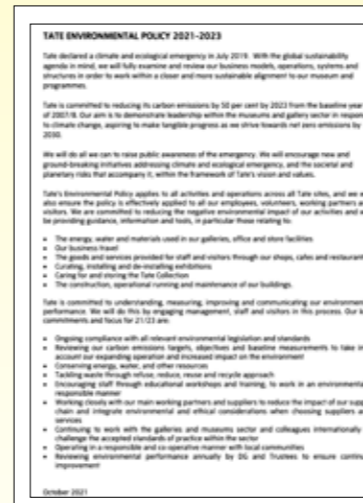 TATE ENVIRONMENTAL POLICY 2021-2023
Tate declared a climate and ecological emergency in July 2019. With the global sustainability
agenda in mind, we will fully examine and review our business models, operations, systems and
structures in order to work within a closer and more sustainable alignment to our museum and
programmes.
Tate is committed to reducing its carbon emissions by 50 per cent by 2023 from the baseline year
of 2007/8. Our aim is to demonstrate leadership within the museums and gallery sector in respon
to climate change, aspiring to make tangible progress as we strive towards net zero emissions by
2030.
We will do all we can to raise public awareness of the emergency. We will encourage new and
ground-breaking initiatives addressing climate and ecological emergency, and the societal and
planetary risks that accompany it, within the framework of Tate's vision and values.
Tate's Environmental Policy applies to all activities and operations across all Tate sites, and we w
also ensure the policy is effectively applied to all our employees, volunteers, working partners a
visitors. We are committed to reducing the negative environmental impact of our activities and a
be providing guidance, information and tools, in particular those relating to:
• The energy, water and materials used in our galleries, office and store facilities
• Our business travel
• The goods and services provided for staff and visitors through our shops, cafes and restaurant
• Curating, installing and de-installing exhibitions
• Caring for and storing the Tate Collection
• The construction, operational running and maintenance of our buildings.
Tate is committed to understanding, measuring, improving and communicating our environmen
performance. We will do this by engaging management, staff and visitors in this process. Our k
commitments and focus for 21/23 are:
• Ongoing compliance with all relevant environmental legislation and standards
• Reviewing our carbon emissions targets, objectives and baseline measurements to take in
account our expanding operation and increased impact on the environment
• Conserving energy, water, and other resources
• Tackling waste through refuse, reduce, reuse and recycle approach
• Encouraging staff through educational workshops and training, to work in an environmenta
responsible manner
• Working closely with our main working partners and suppliers to reduce the impact of our supp
chain and integrate environmental and ethical considerations when choosing suppliers an
services
• Continuing to work with the galleries and museums sector and colleagues internationally
challenge the accepted standards of practice within the sector
• Operating in a responsible and co-operative manner with local communities
• Reviewing environmental performance annually by DG and Trustees to ensure continu
improvement
October 2021